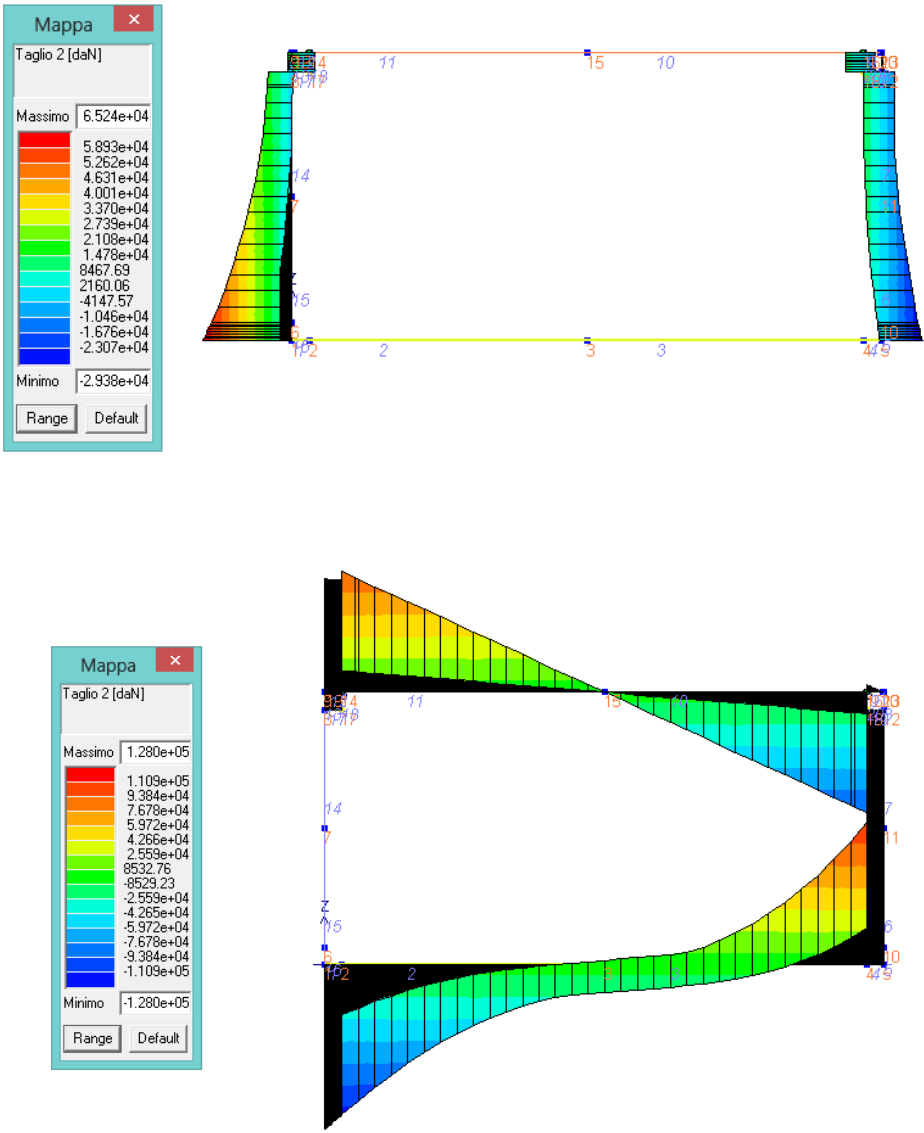 Mappa
Taglio 2 [daN]
Massimo 6.524e+04
5.893e+04
5.262e+04
4.631e+04
4.001e+04
3.370e+04
2.739e+04
2.108e+04
1.478e+04
8467.69
2160.06
-4147.57
-1.046e+04
-1.676e+04
-2.307e+04
Minimo -2.938e+04
Range Default
11 15 10
14
7
11
Z
15
6
10
2 3 3
Mappa
Taglio 2 [daN]
Massimo 1.280e+05
1.109e+05
9.384e+04
7.678e+04
5.972e+04
4.266e+04
2.559e+04
8532.76
-8529.23
-2.559e+04
-4.265e+04
-5.972e+04
-7.678e+04
-9.384e+04
-1.109e+05
Minimo -1.280e+05
Range Default
11 15 10
14 7
7 11
Z
15 6
6 10
2 3 3